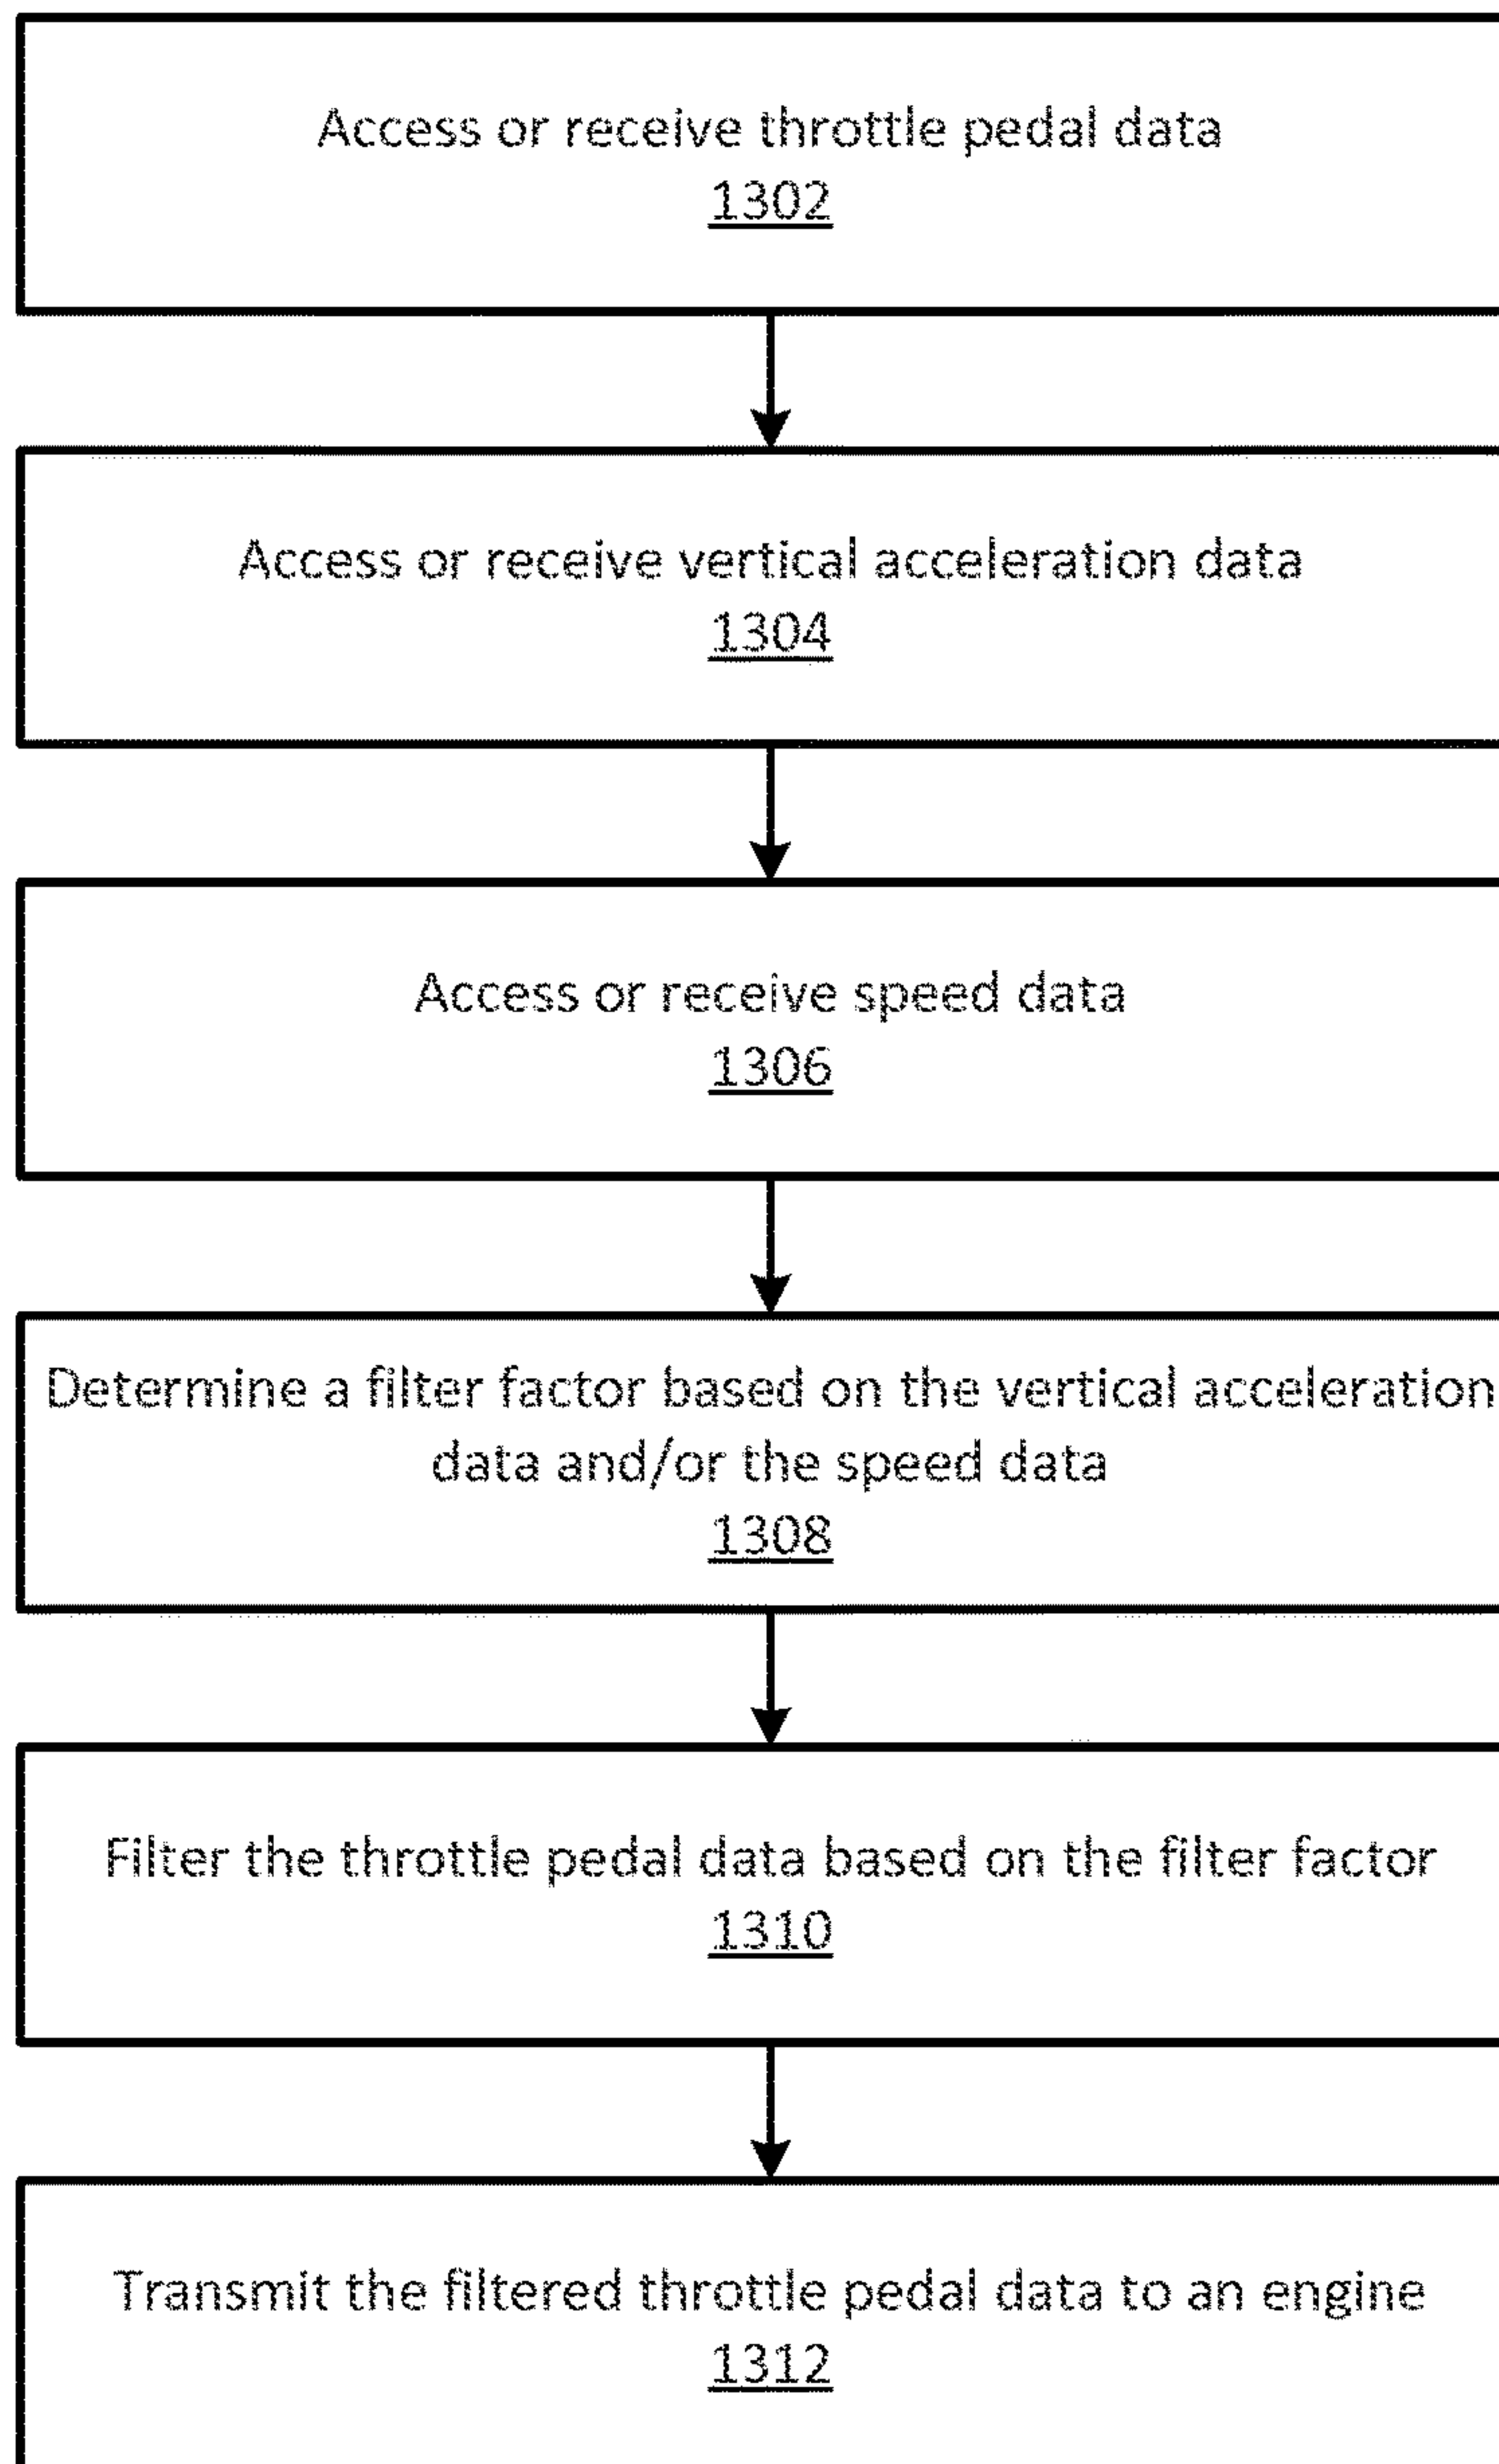 Access or receive throttle pedal data
1302
Access or receive vertical acceleration data
1304
Access or receive speed data
1306
Determine a filter factor based on the vertical acceleration
data and/or the speed data
1308
Filter the throttle pedal data based on the filter factor
1310
Transmit the filtered throttle pedal data to an engine
1312